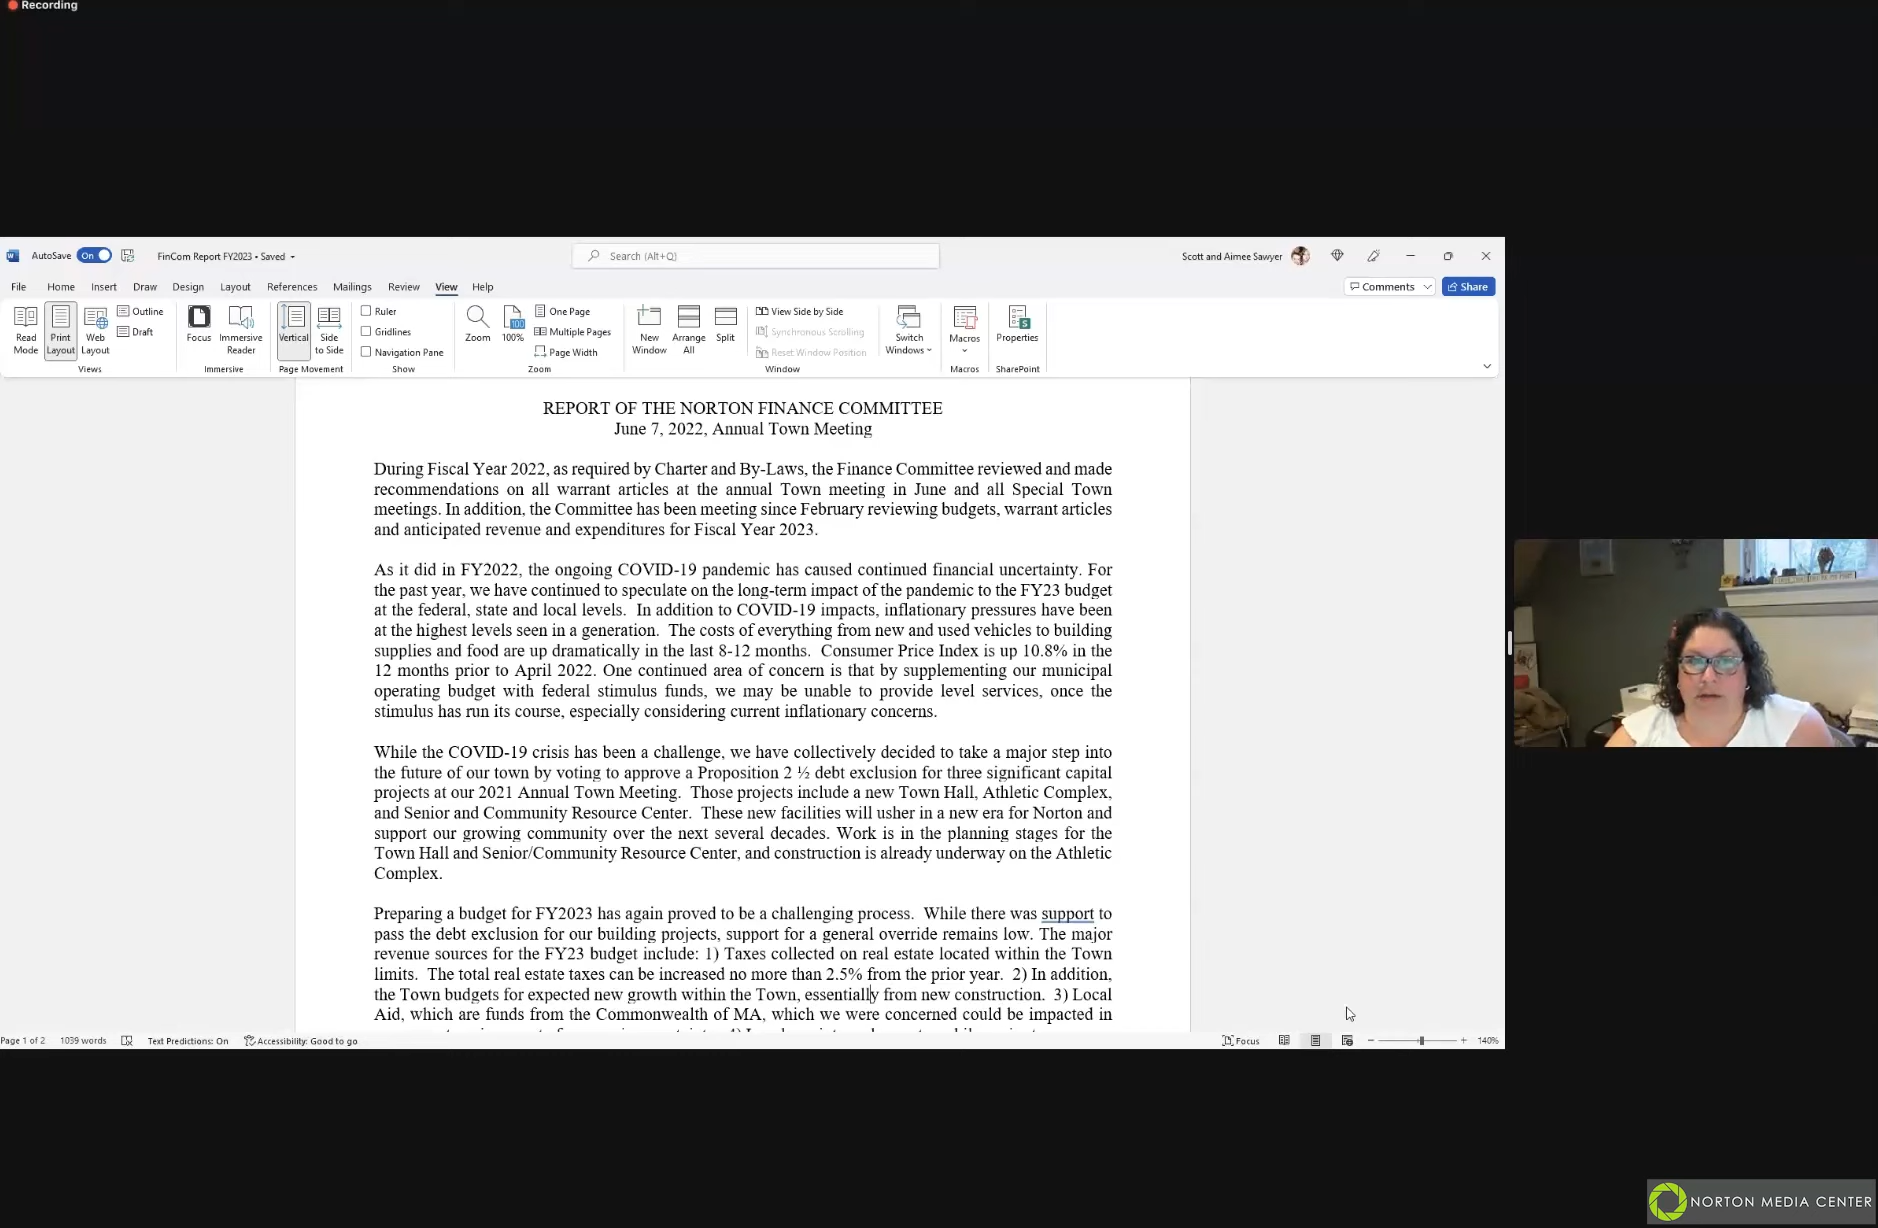 Recording
AutoSave On FinCom Report FY2023 • Saved Search (Alt+Q) Scott and Aimee Sawyer
File Home Insert Draw Design Layout References Mailings Review View Help Comments Share
Read Mode
Print Layout
Web Layout
Outline
Draft
Views
Focus
Immersive Reader
Immersive
Vertical
Side to Side
Page Movement
Ruler
Gridlines
Navigation Pane
Show
Zoom
100
100%
One Page
Multiple Pages
Page Width
Zoom
New Window
Arrange All
Split
View Side by Side
Synchronous Scrolling
Reset Window Position
Switch Windows
Window
Macros
Macros
Properties
SharePoint
REPORT OF THE NORTON FINANCE COMMITTEE
June 7, 2022, Annual Town Meeting
During Fiscal Year 2022, as required by Charter and By-Laws, the Finance Committee reviewed and made
recommendations on all warrant articles at the annual Town meeting in June and all Special Town
meetings. In addition, the Committee has been meeting since February reviewing budgets, warrant articles
and anticipated revenue and expenditures for Fiscal Year 2023.
As it did in FY2022, the ongoing COVID-19 pandemic has caused continued financial uncertainty. For
the past year, we have continued to speculate on the long-term impact of the pandemic to the FY23 budget
at the federal, state and local levels. In addition to COVID-19 impacts, inflationary pressures have been
at the highest levels seen in a generation. The costs of everything from new and used vehicles to building
supplies and food are up dramatically in the last 8-12 months. Consumer Price Index is up 10.8% in the
12 months prior to April 2022. One continued area of concern is that by supplementing our municipal
operating budget with federal stimulus funds, we may be unable to provide level services, once the
stimulus has run its course, especially considering current inflationary concerns.
While the COVID-19 crisis has been a challenge, we have collectively decided to take a major step into
the future of our town by voting to approve a Proposition 2 ½ debt exclusion for three significant capital
projects at our 2021 Annual Town Meeting. Those projects include a new Town Hall, Athletic Complex,
and Senior and Community Resource Center. These new facilities will usher in a new era for Norton and
support our growing community over the next several decades. Work is in the planning stages for the
Town Hall and Senior/Community Resource Center, and construction is already underway on the Athletic
Complex.
Preparing a budget for FY2023 has again proved to be a challenging process. While there was support to
pass the debt exclusion for our building projects, support for a general override remains low. The major
revenue sources for the FY23 budget include: 1) Taxes collected on real estate located within the Town
limits. The total real estate taxes can be increased no more than 2.5% from the prior year. 2) In addition,
the Town budgets for expected new growth within the Town, essentially from new construction. 3) Local
Aid, which are funds from the Commonwealth of MA, which we were concerned could be impacted in
Page 1 of 2 1039 words Text Predictions: On Accessibility: Good to go Focus 140%
NORTON MEDIA CENTER